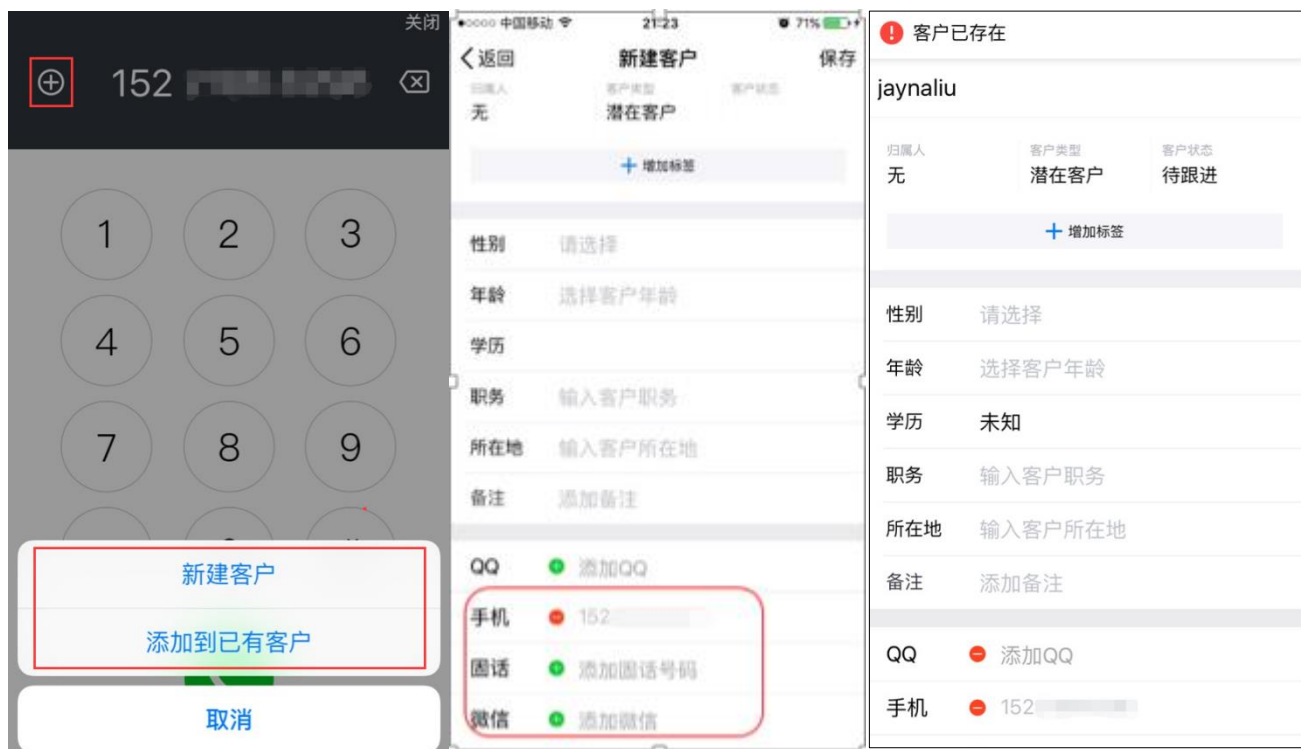 关闭
152
1 2 3
4 5 6
7 8 9
新建客户
添加到已有客户
取消
中国移动 21:23 71%
返回 新建客户 保存
归属人 客户类型 客户状态
无 潜在客户
+ 增加标签
性别 请选择
年龄 选择客户年龄
学历
职务 输入客户职务
所在地 输入客户所在地
备注 添加备注
QQ 添加QQ
手机 152
固话 添加固话号码
微信 添加微信
客户已存在
jaynaliu
归属人 客户类型 客户状态
无 潜在客户 待跟进
+ 增加标签
性别 请选择
年龄 选择客户年龄
学历 未知
职务 输入客户职务
所在地 输入客户所在地
备注 添加备注
QQ 添加QQ
手机 152